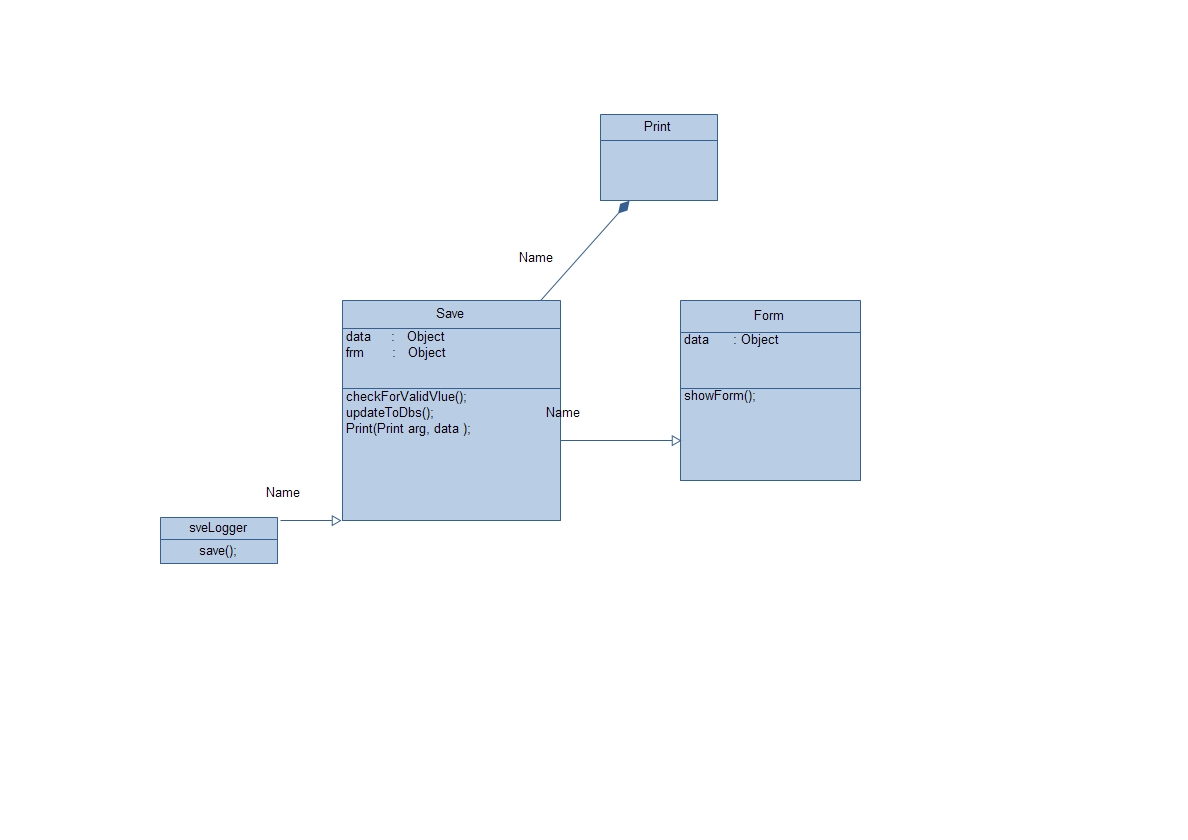 Print
Name
Save
data : Object
frm : Object
checkForValidVlue();
updateToDbs();
Print(Print arg, data );
Name
Form
data : Object
showForm();
Name
sveLogger
save();